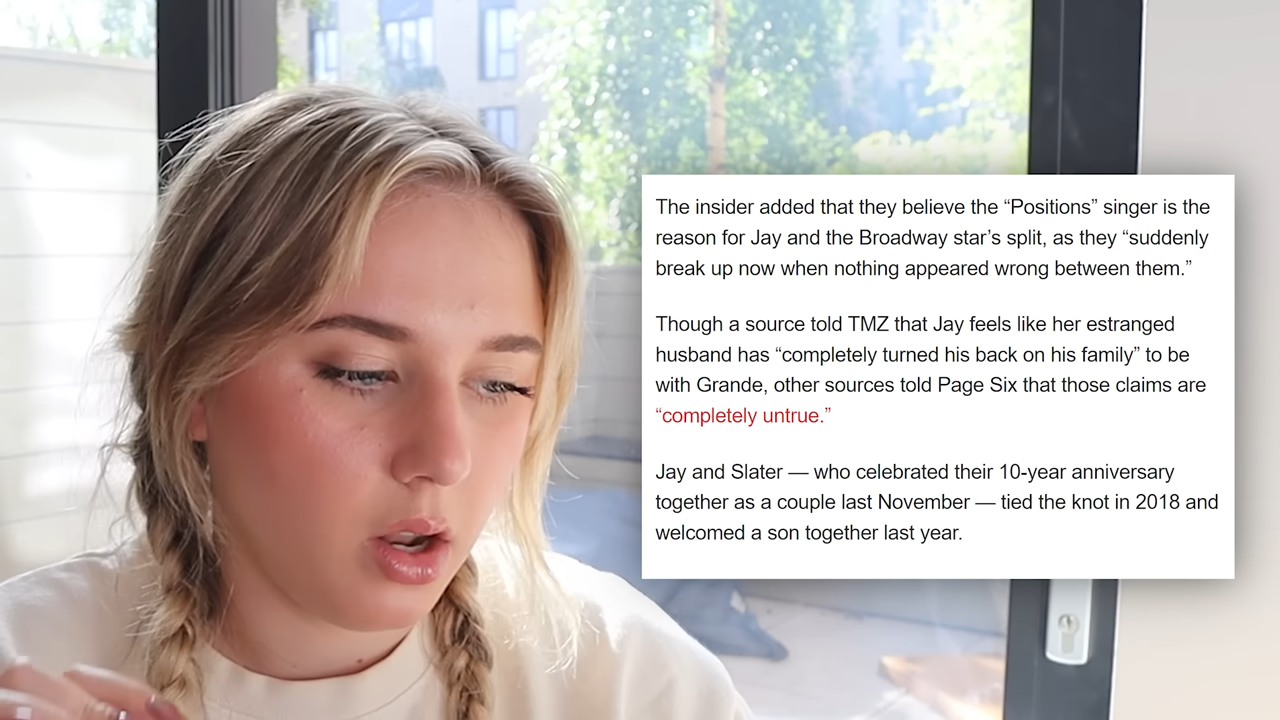 The insider added that they believe the “Positions” singer is the
reason for Jay and the Broadway star’s split, as they “suddenly
break up now when nothing appeared wrong between them.”
Though a source told TMZ that Jay feels like her estranged
husband has “completely turned his back on his family” to be
with Grande, other sources told Page Six that those claims are
“completely untrue.”
Jay and Slater — who celebrated their 10-year anniversary
together as a couple last November — tied the knot in 2018 and
welcomed a son together last year.